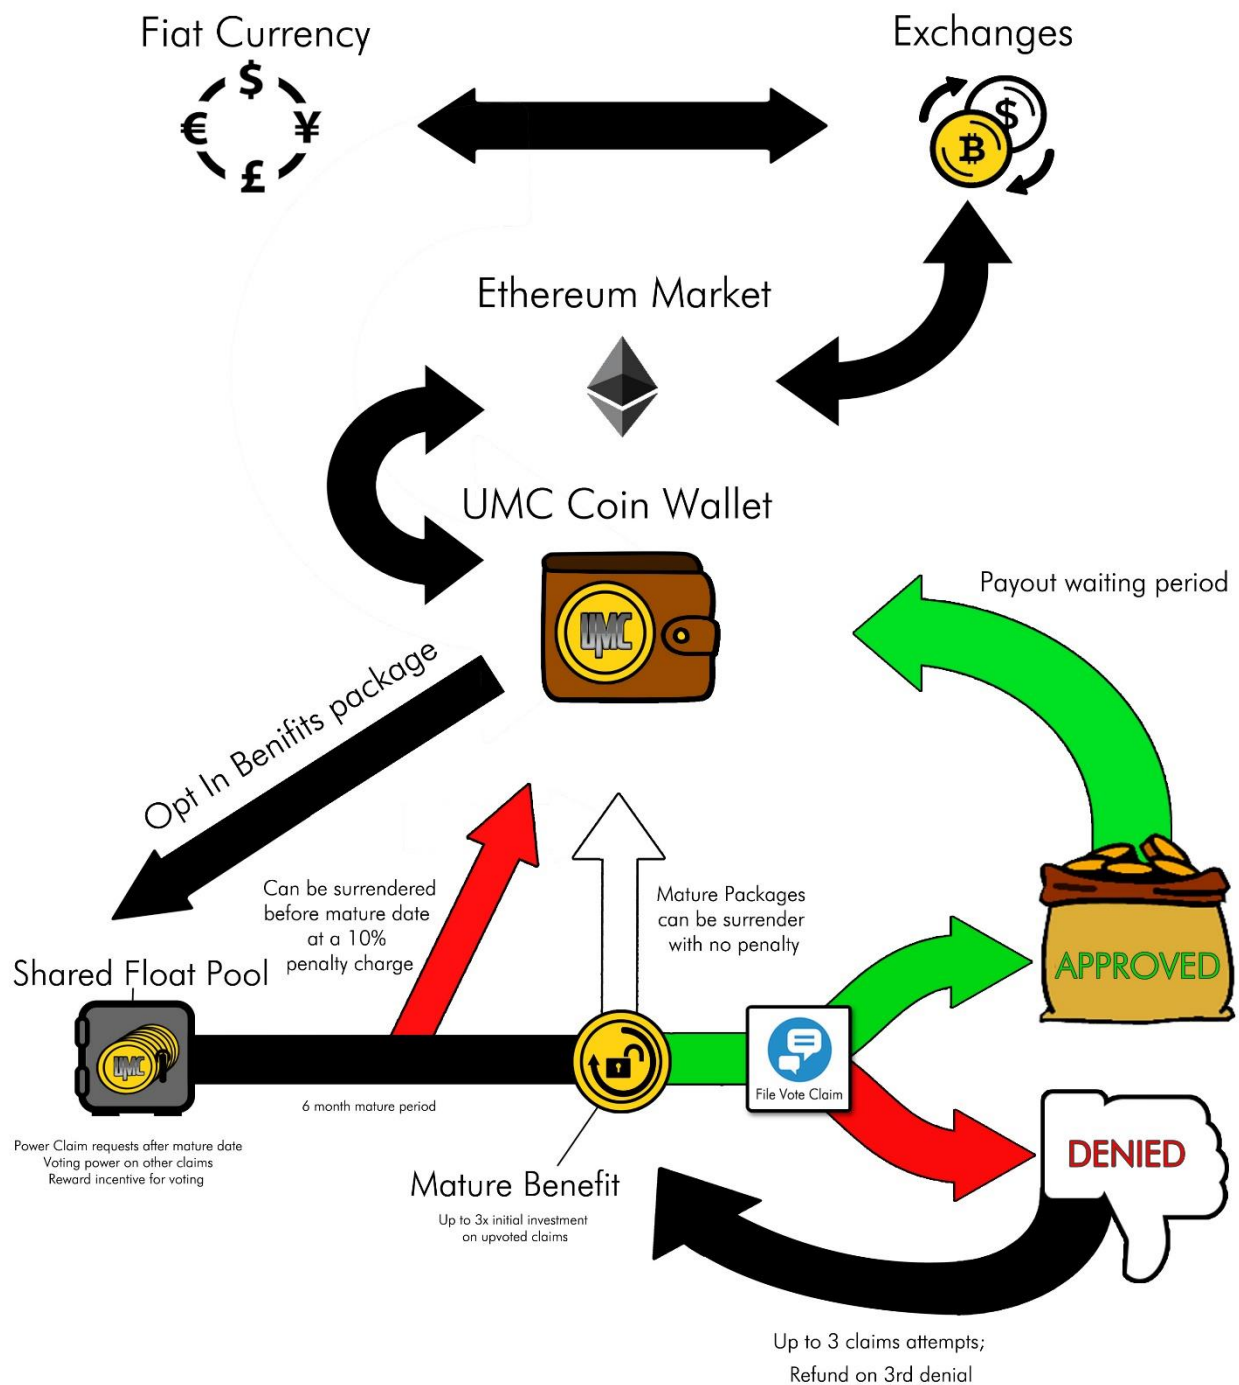 Fiat Currency
Exchanges
$
€ ¥
£
$
B
Ethereum Market
UMC Coin Wallet
UMC
Payout waiting period
Opt In Benifits package
Can be surrendered
before mature date
at a 10%
penalty charge
Mature Packages
can be surrender
with no penalty
APPROVED
Shared Float Pool
UMC
File Vote Claim
6 month mature period
Power Claim requests after mature date
Voting power on other claims
Reward incentive for voting
DENIED
Mature Benefit
Up to 3x initial investment
on upvoted claims
Up to 3 claims attempts;
Refund on 3rd denial